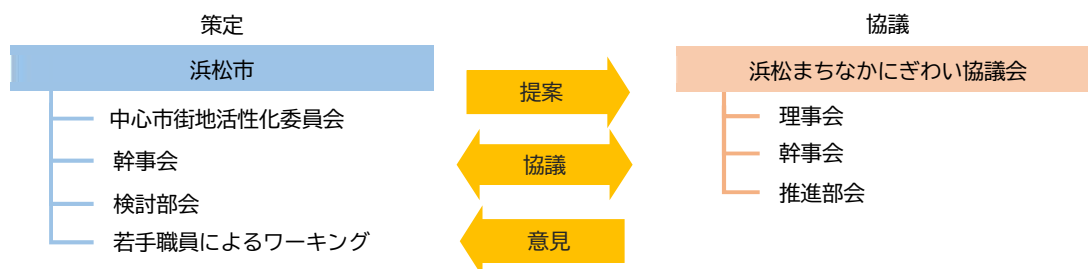 策定
浜松市
中心市街地活性化委員会
幹事会
検討部会
若手職員によるワーキング
提案
協議
意見
協議
浜松まちなかにぎわい協議会
理事会
幹事会
推進部会